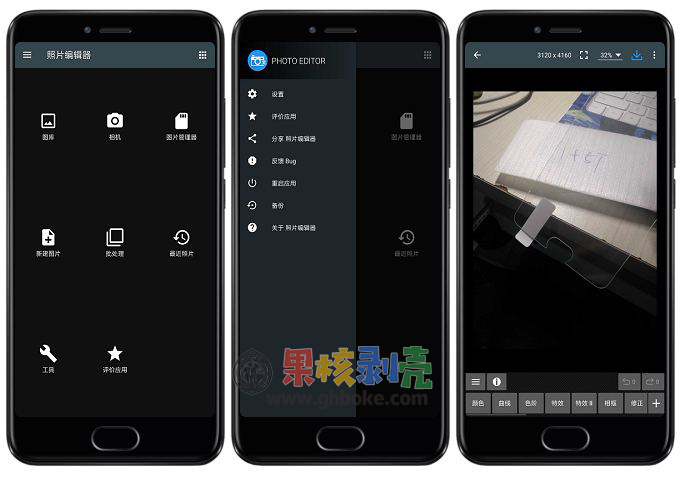 照片编辑器
图库
相机
图片管理器
新建图片
批处理
最近照片
工具
评价应用
PHOTO EDITOR
设置
评价应用
分享 照片编辑器
反馈 Bug
重启应用
备份
关于 照片编辑器
图片管理器
最近照片
3120 x 4160
32%
0
0
颜色
曲线
色阶
特效
特效 II
相框
修正
果核剥壳
www.ghboke.com